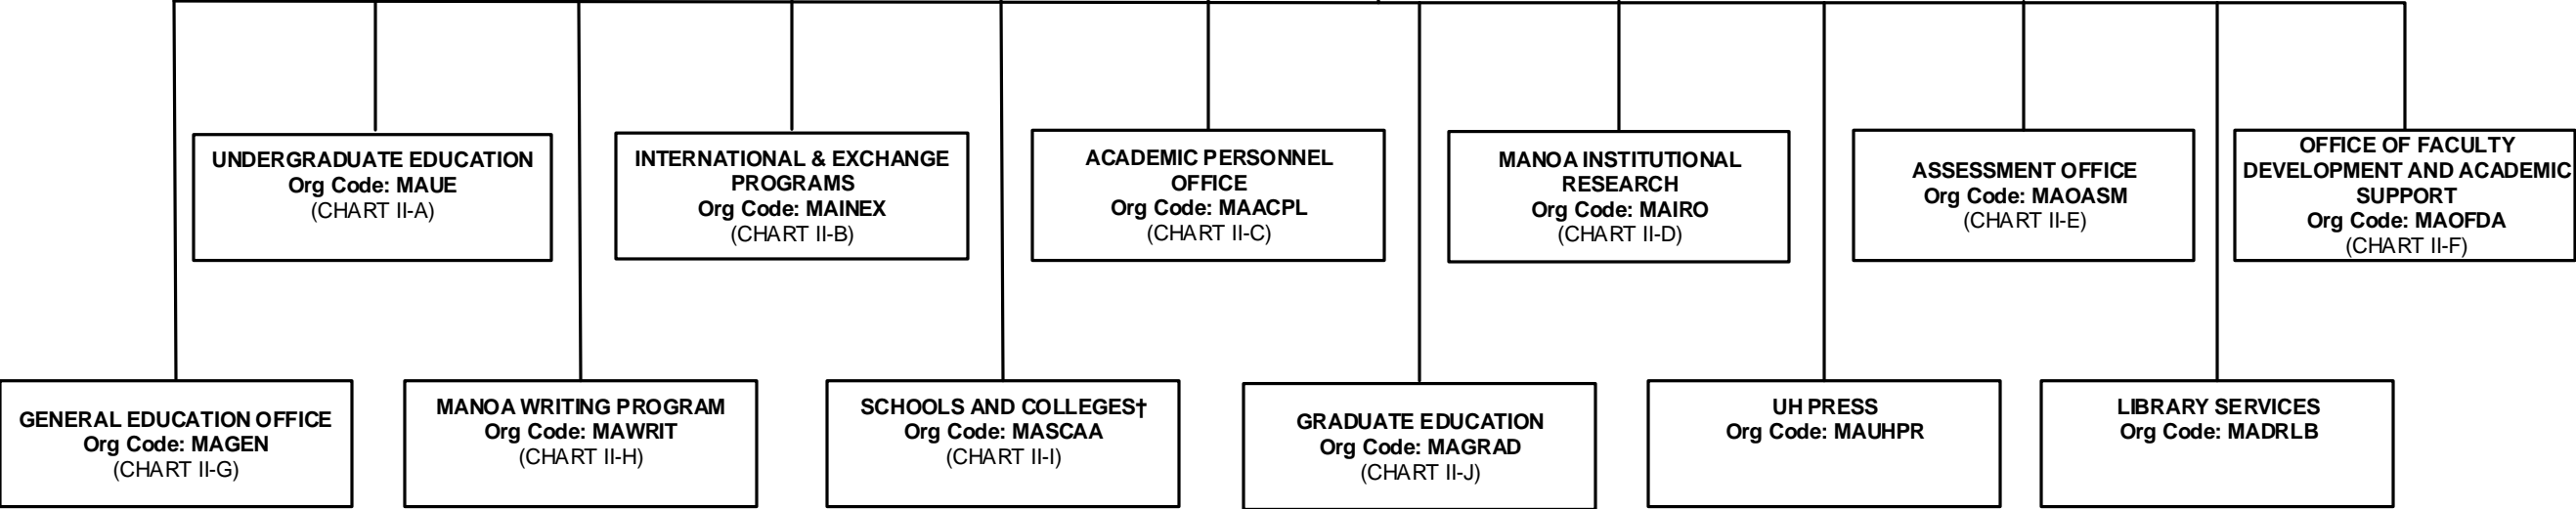 UNDERGRADUATE EDUCATION
Org Code: MAUE
(CHART II-A)
INTERNATIONAL & EXCHANGE
PROGRAMS
Org Code: MAINEX
(CHART II-B)
ACADEMIC PERSONNEL
OFFICE
Org Code: MAACPL
(CHART II-C)
MANOA INSTITUTIONAL
RESEARCH
Org Code: MAIRO
(CHART II-D)
ASSESSMENT OFFICE
Org Code: MAOASM
(CHART II-E)
OFFICE OF FACULTY
DEVELOPMENT AND ACADEMIC
SUPPORT
Org Code: MAOFDA
(CHART II-F)
GENERAL EDUCATION OFFICE
Org Code: MAGEN
(CHART II-G)
MANOA WRITING PROGRAM
Org Code: MAWRIT
(CHART II-H)
SCHOOLS AND COLLEGES†
Org Code: MASCAA
(CHART II-I)
GRADUATE EDUCATION
Org Code: MAGRAD
(CHART II-J)
UH PRESS
Org Code: MAUHPR
LIBRARY SERVICES
Org Code: MADRLB